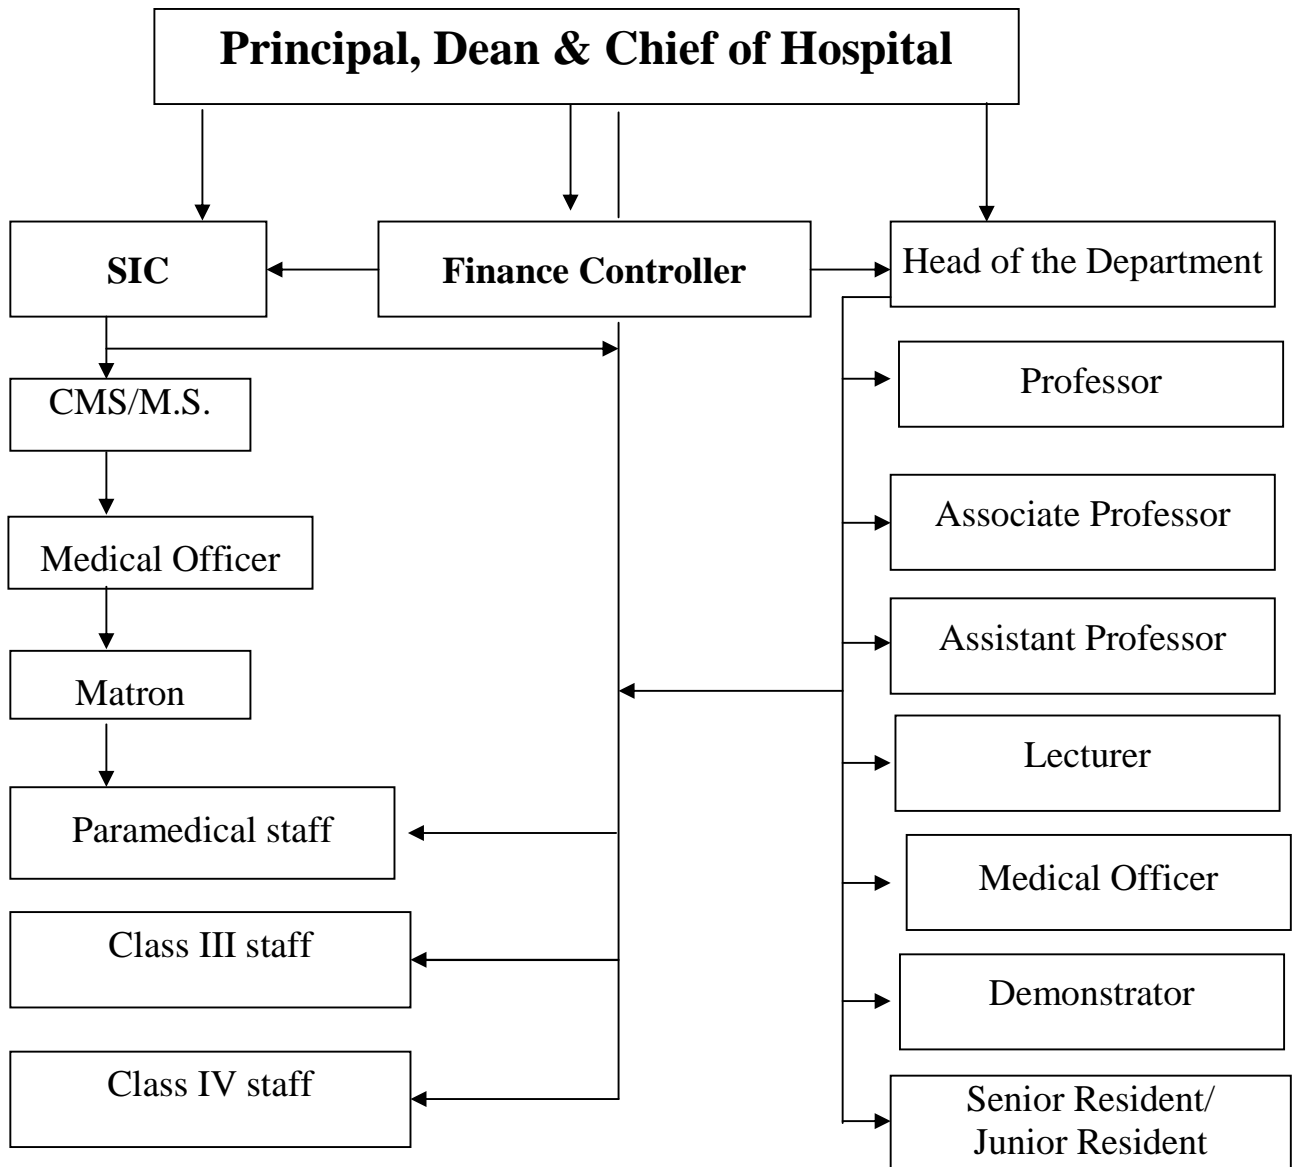 Principal, Dean & Chief of Hospital
SIC
Finance Controller
Head of the Department
CMS/M.S.
Medical Officer
Matron
Paramedical staff
Class III staff
Class IV staff
Professor
Associate Professor
Assistant Professor
Lecturer
Medical Officer
Demonstrator
Senior Resident/
Junior Resident